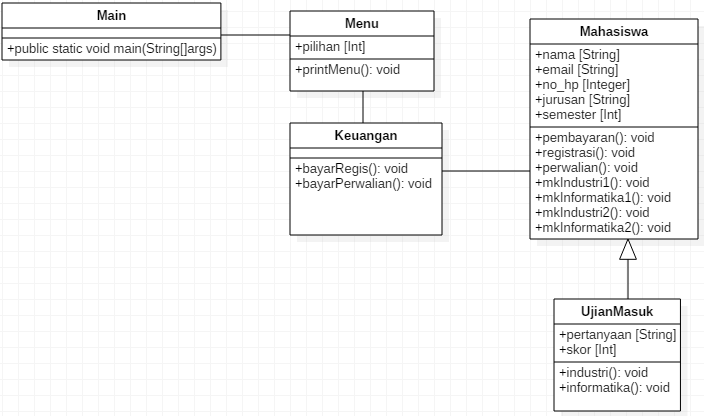 Main
+public static void main(String[]args)
Menu
+pilihan [Int]
+printMenu(): void
Keuangan
+bayarRegis(): void
+bayarPerwalian(): void
Mahasiswa
+nama [String]
+email [String]
+no_hp [Integer]
+jurusan [String]
+semester [Int]
+pembayaran(): void
+registrasi(): void
+perwalian(): void
+mkIndustri1(): void
+mkInformatika1(): void
+mkIndustri2(): void
+mkInformatika2(): void
UjianMasuk
+pertanyaan [String]
+skor [Int]
+industri(): void
+informatika(): void